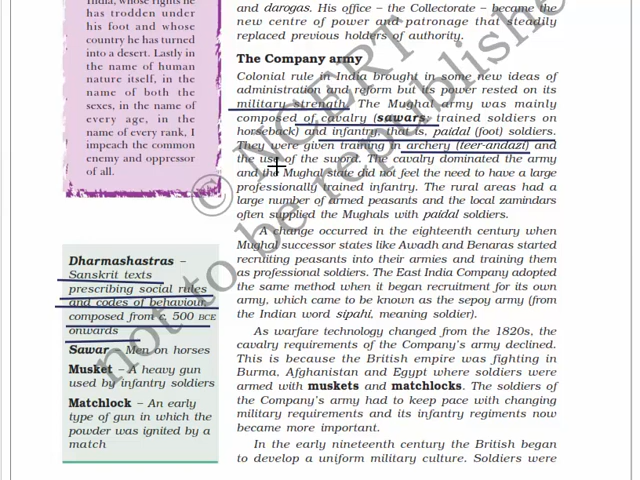 India, whose rights he
has trodden under
his foot and whose
country he has turned
into a desert. Lastly in
the name of human
nature itself, in the
name of both the
sexes, in the name of
every age, in the
name of every rank, I
impeach the common
enemy and oppressor
of all.
Dharmashastras –
Sanskrit texts
prescribing social rules
and codes of behaviour,
composed from c. 500 BCE
onwards
Sawar – Men on horses
Musket – A heavy gun
used by infantry soldiers
Matchlock – An early
type of gun in which the
powder was ignited by a
match
and darogas. His office – the Collectorate – became the
new centre of power and patronage that steadily
replaced previous holders of authority.
The Company army
Colonial rule in India brought in some new ideas of
administration and reform but its power rested on its
military strength. The Mughal army was mainly
composed of cavalry (sawars: trained soldiers on
horseback) and infantry, that is, paidal (foot) soldiers.
They were given training in archery (teer-andazi) and
the use of the sword. The cavalry dominated the army
and the Mughal state did not feel the need to have a large
professionally trained infantry. The rural areas had a
large number of armed peasants and the local zamindars
often supplied the Mughals with paidal soldiers.
A change occurred in the eighteenth century when
Mughal successor states like Awadh and Benaras started
recruiting peasants into their armies and training them
as professional soldiers. The East India Company adopted
the same method when it began recruitment for its own
army, which came to be known as the sepoy army (from
the Indian word sipahi, meaning soldier).
As warfare technology changed from the 1820s, the
cavalry requirements of the Company's army declined.
This is because the British empire was fighting in
Burma, Afghanistan and Egypt where soldiers were
armed with muskets and matchlocks. The soldiers of
the Company's army had to keep pace with changing
military requirements and its infantry regiments now
became more important.
In the early nineteenth century the British began
to develop a uniform military culture. Soldiers were
© NCERT
not to be republished